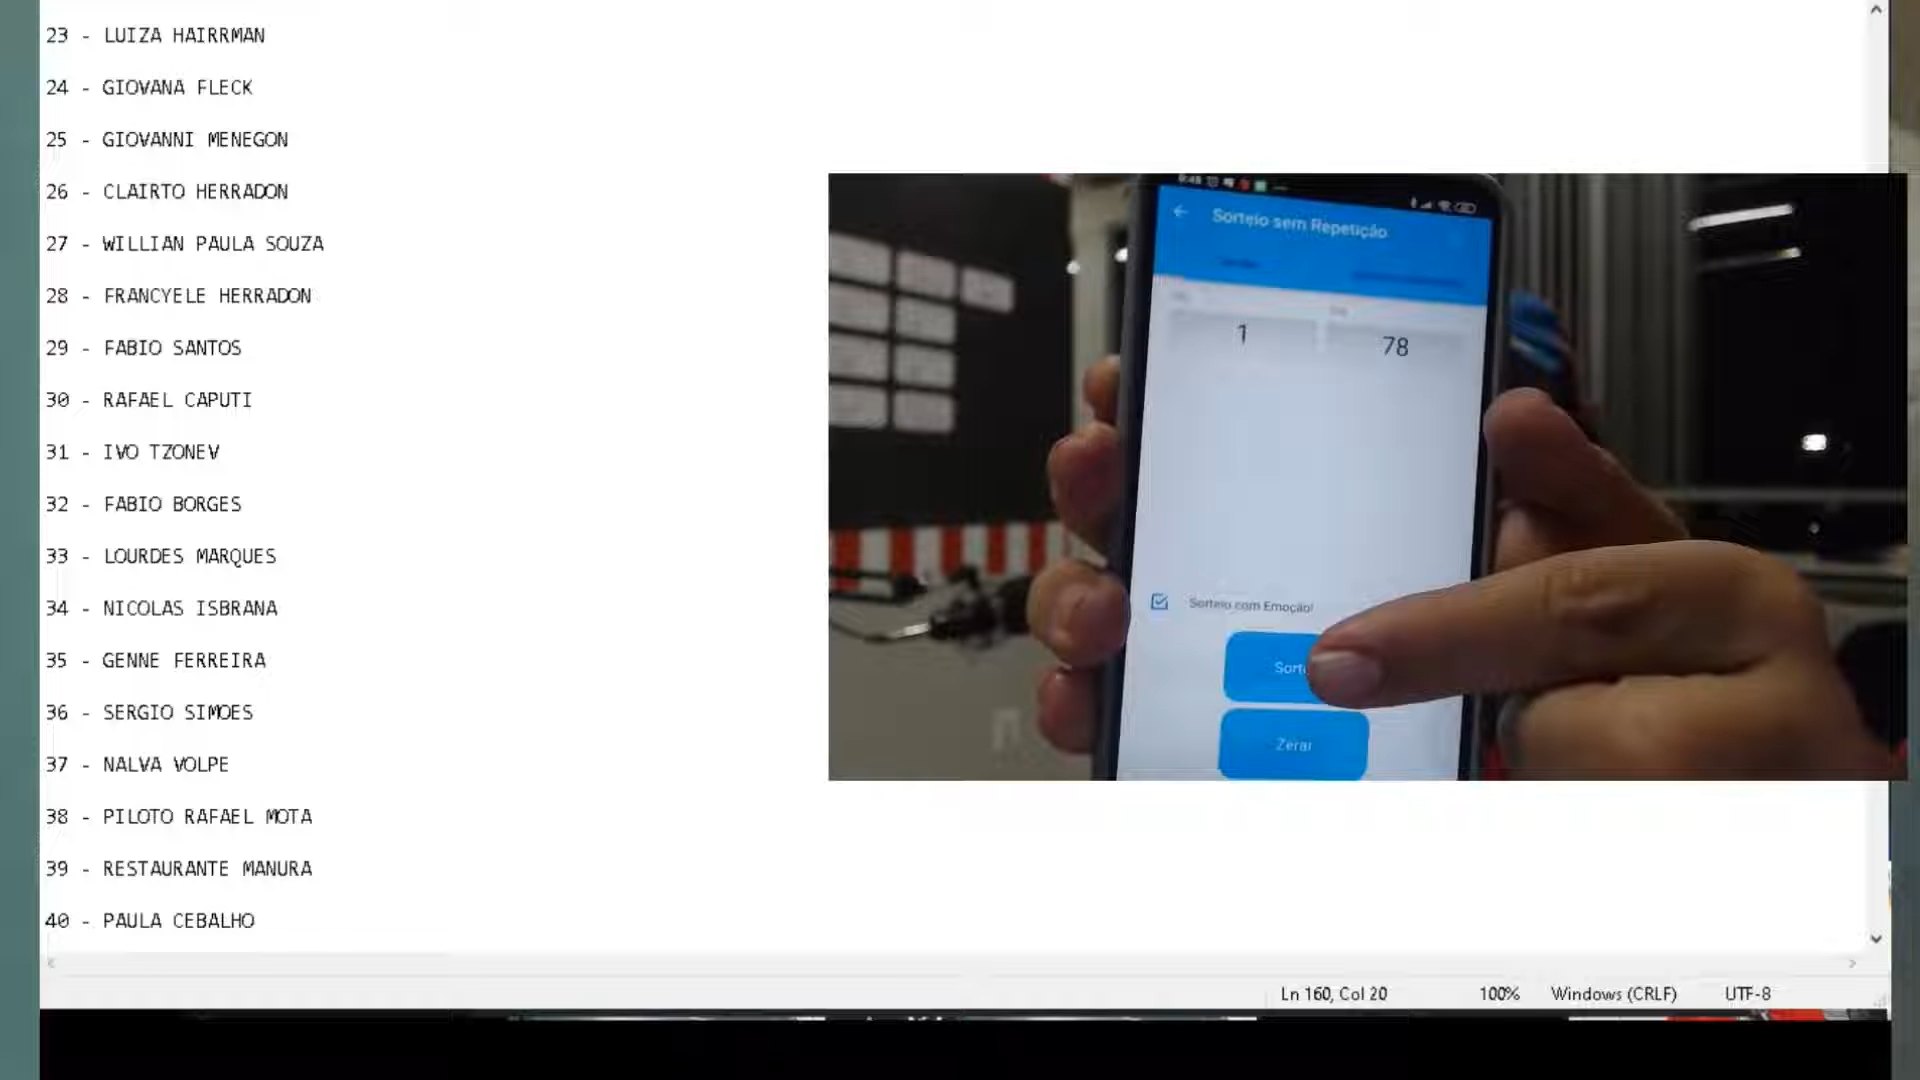 23 - LUIZA HAIRRMAN
24 - GIOVANA FLECK
25 - GIOVANNI MENEGON
26 - CLAIRTO HERRADON
27 - WILLIAN PAULA SOUZA
28 - FRANCYELE HERRADON
29 - FABIO SANTOS
30 - RAFAEL CAPUTI
31 - IVO TZONEV
32 - FABIO BORGES
33 - LOURDES MARQUES
34 - NICOLAS ISBRANA
35 - GENNE FERREIRA
36 - SERGIO SIMOES
37 - NALVA VOLPE
38 - PILOTO RAFAEL MOTA
39 - RESTAURANTE MANURA
40 - PAULA CEBALHO
Sorteio sem Repetição
1 78
Sorteio com Emoção!
Zerar
Ln 160, Col 20 100% Windows (CRLF) UTF-8